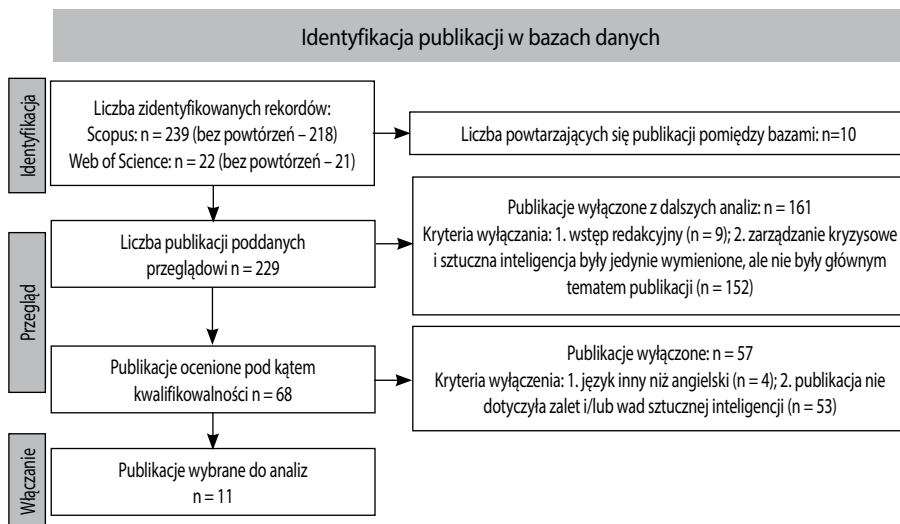 Identyfikacja publikacji w bazach danych
Identyfikacja
Liczba zidentyfikowanych rekordów:
Scopus: n = 239 (bez powtórzeń – 218)
Web of Science: n = 22 (bez powtórzeń – 21)
Liczba powtarzających się publikacji pomiędzy bazami: n=10
Przegląd
Liczba publikacji poddanych
przeglądowi n = 229
Publikacje wyłączone z dalszych analiz: n = 161
Kryteria wyłączania: 1. wstęp redakcyjny (n = 9); 2. zarządzanie kryzysowe
i sztuczna inteligencja były jedynie wymienione, ale nie były głównym
tematem publikacji (n = 152)
Publikacje ocenione pod kątem
kwalifikowalności n = 68
Publikacje wyłączone: n = 57
Kryteria wyłączenia: 1. język inny niż angielski (n = 4); 2. publikacja nie
dotyczyła zalet i/lub wad sztucznej inteligencji (n = 53)
Włączanie
Publikacje wybrane do analiz
n = 11